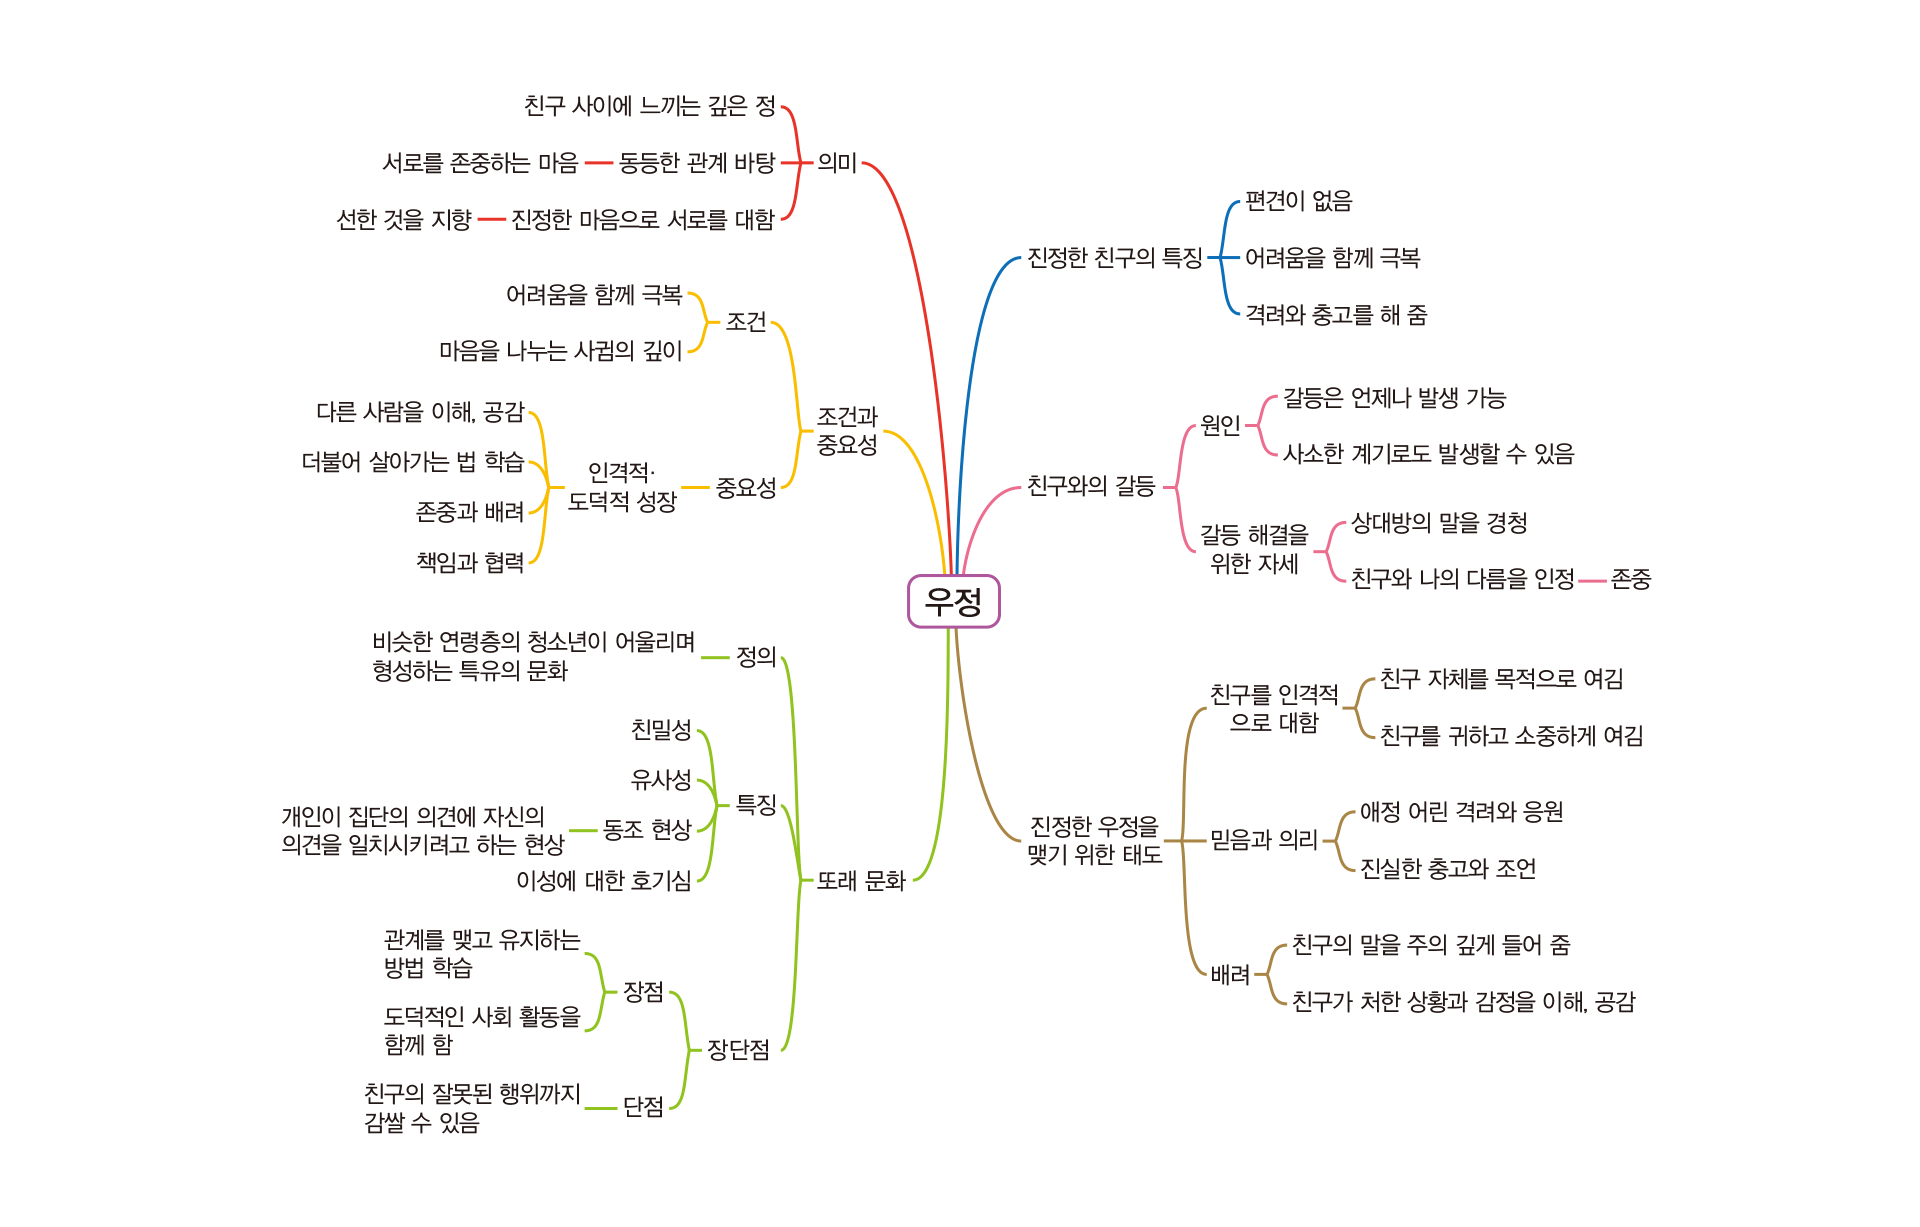 우정
의미
친구 사이에 느끼는 깊은 정
동등한 관계 바탕
서로를 존중하는 마음
진정한 마음으로 서로를 대함
선한 것을 지향
조건과
중요성
조건
어려움을 함께 극복
마음을 나누는 사귐의 깊이
중요성
인격적·
도덕적 성장
다른 사람을 이해, 공감
더불어 살아가는 법 학습
존중과 배려
책임과 협력
또래 문화
정의
비슷한 연령층의 청소년이 어울리며
형성하는 특유의 문화
특징
친밀성
유사성
동조 현상
개인이 집단의 의견에 자신의
의견을 일치시키려고 하는 현상
이성에 대한 호기심
장단점
장점
관계를 맺고 유지하는
방법 학습
도덕적인 사회 활동을
함께 함
단점
친구의 잘못된 행위까지
감쌀 수 있음
진정한 친구의 특징
편견이 없음
어려움을 함께 극복
격려와 충고를 해 줌
친구와의 갈등
원인
갈등은 언제나 발생 가능
사소한 계기로도 발생할 수 있음
갈등 해결을
위한 자세
상대방의 말을 경청
친구와 나의 다름을 인정
존중
진정한 우정을
맺기 위한 태도
친구를 인격적
으로 대함
친구 자체를 목적으로 여김
친구를 귀하고 소중하게 여김
믿음과 의리
애정 어린 격려와 응원
진실한 충고와 조언
배려
친구의 말을 주의 깊게 들어 줌
친구가 처한 상황과 감정을 이해, 공감